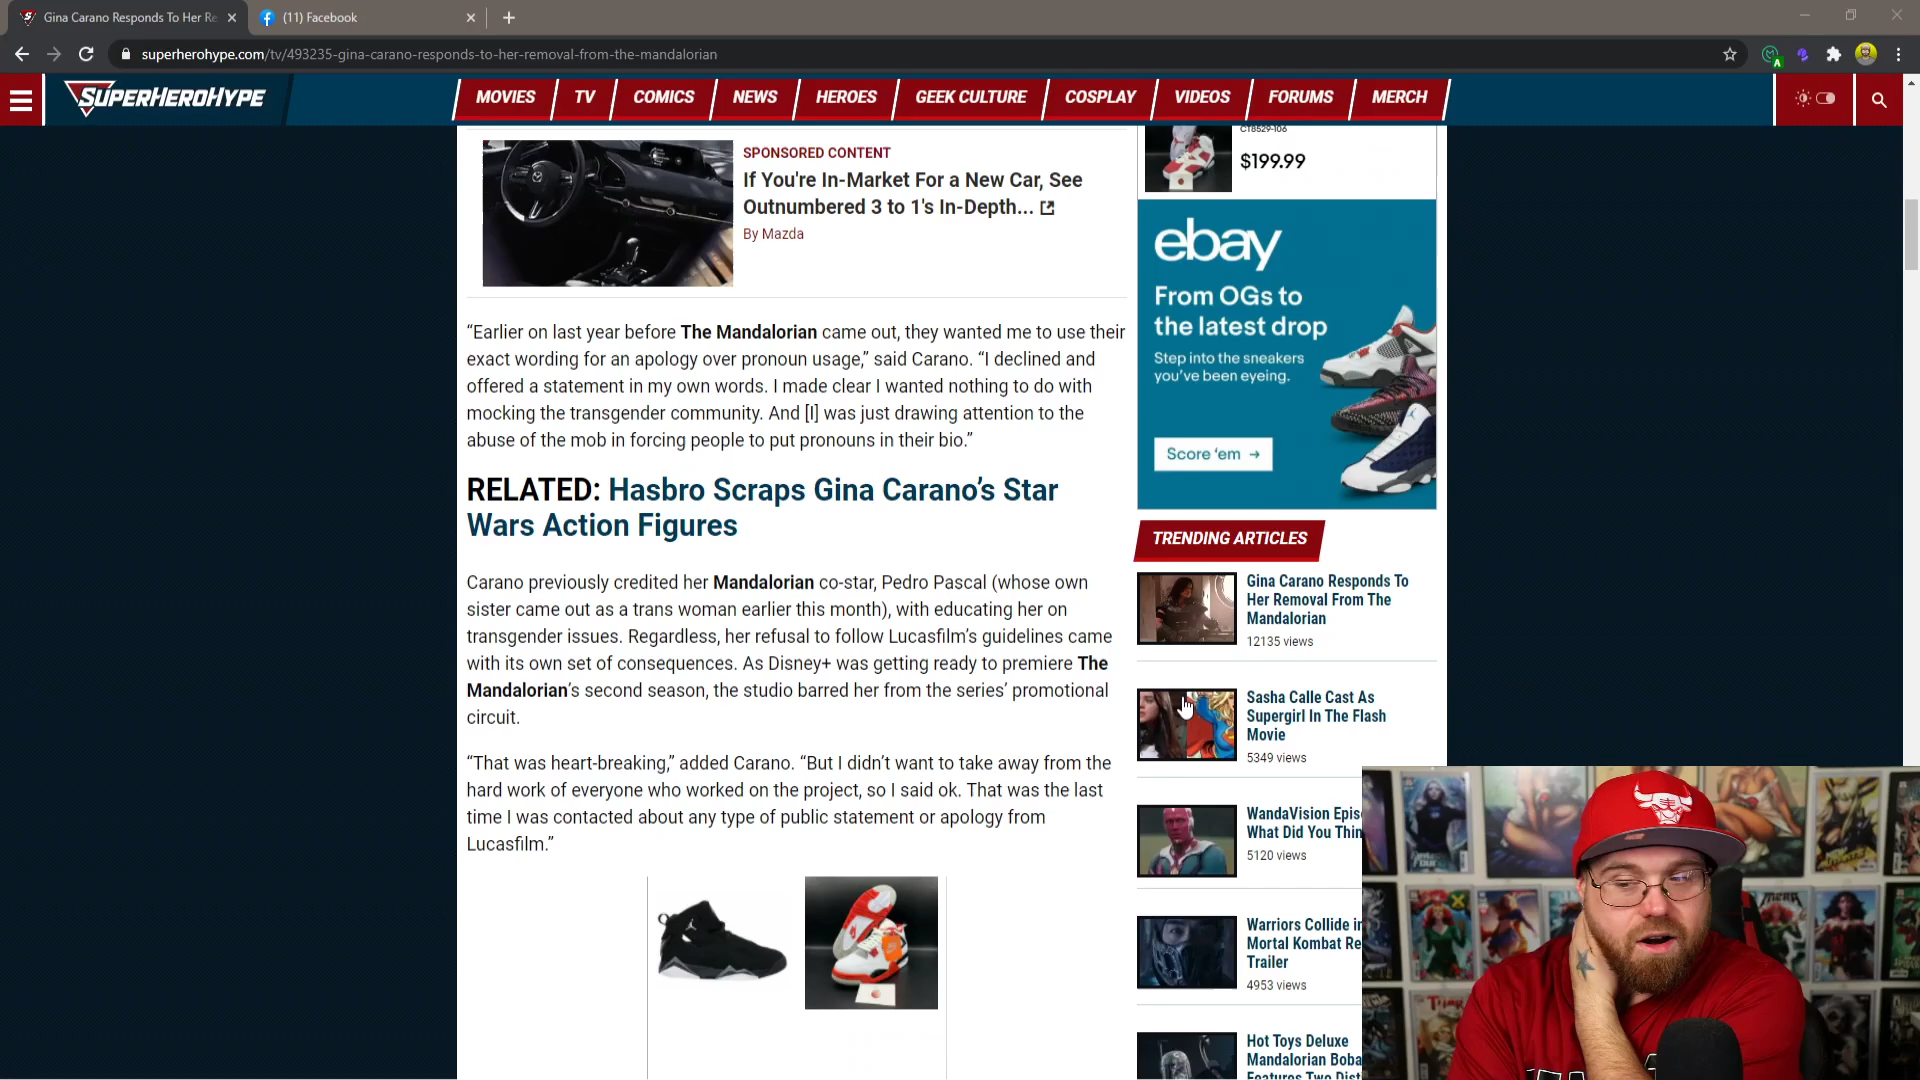 Gina Carano Responds To Her Re
(11) Facebook
superherohype.com/tv/493235-gina-carano-responds-to-her-removal-from-the-mandalorian
SUPERHEROHYPE
MOVIES
TV
COMICS
NEWS
HEROES
GEEK CULTURE
COSPLAY
VIDEOS
FORUMS
MERCH
SPONSORED CONTENT
If You're In-Market For a New Car, See
Outnumbered 3 to 1's In-Depth...
By Mazda
“Earlier on last year before The Mandalorian came out, they wanted me to use their
exact wording for an apology over pronoun usage,” said Carano. “I declined and
offered a statement in my own words. I made clear I wanted nothing to do with
mocking the transgender community. And [I] was just drawing attention to the
abuse of the mob in forcing people to put pronouns in their bio.”
RELATED: Hasbro Scraps Gina Carano’s Star
Wars Action Figures
Carano previously credited her Mandalorian co-star, Pedro Pascal (whose own
sister came out as a trans woman earlier this month), with educating her on
transgender issues. Regardless, her refusal to follow Lucasfilm’s guidelines came
with its own set of consequences. As Disney+ was getting ready to premiere The
Mandalorian’s second season, the studio barred her from the series’ promotional
circuit.
“That was heart-breaking,” added Carano. “But I didn’t want to take away from the
hard work of everyone who worked on the project, so I said ok. That was the last
time I was contacted about any type of public statement or apology from
Lucasfilm.”
CT8529-106
$199.99
ebay
From OGs to
the latest drop
Step into the sneakers
you’ve been eyeing.
Score ‘em →
TRENDING ARTICLES
Gina Carano Responds To
Her Removal From The
Mandalorian
12135 views
Sasha Calle Cast As
Supergirl In The Flash
Movie
5349 views
WandaVision Epis
What Did You Thin
5120 views
Warriors Collide in
Mortal Kombat Re
Trailer
4953 views
Hot Toys Deluxe
Mandalorian Boba
Features Two Dist